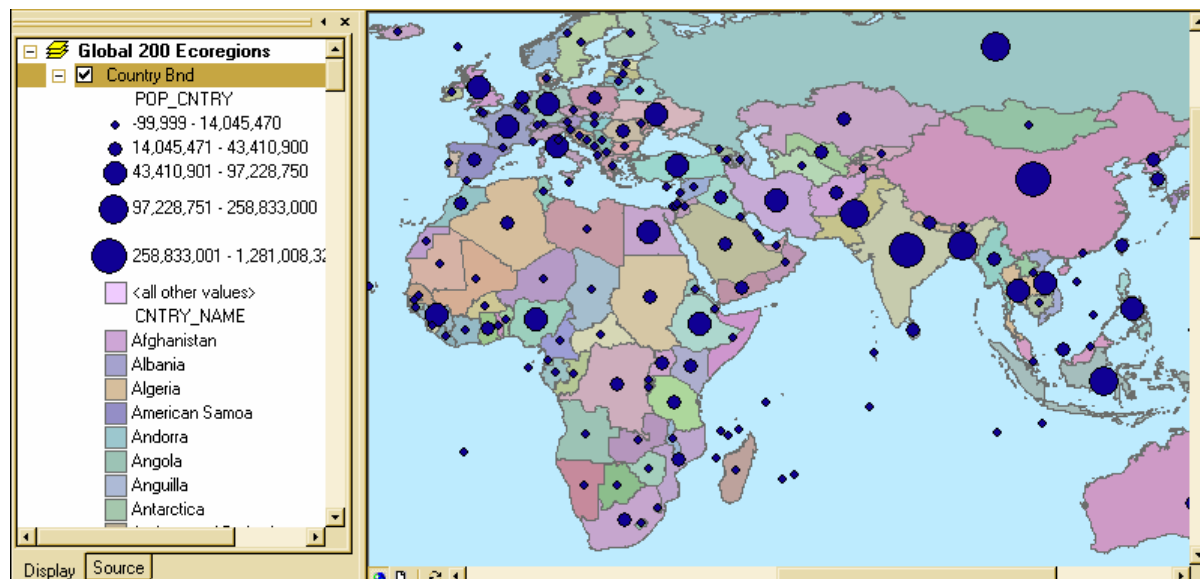 Global 200 Ecoregions
Country Bnd
POP_CNTRY
-99,999 - 14,045,470
14,045,471 - 43,410,900
43,410,901 - 97,228,750
97,228,751 - 258,833,000
258,833,001 - 1,281,008,32
<all other values>
CNTRY_NAME
Afghanistan
Albania
Algeria
American Samoa
Andorra
Angola
Anguilla
Antarctica
Display Source